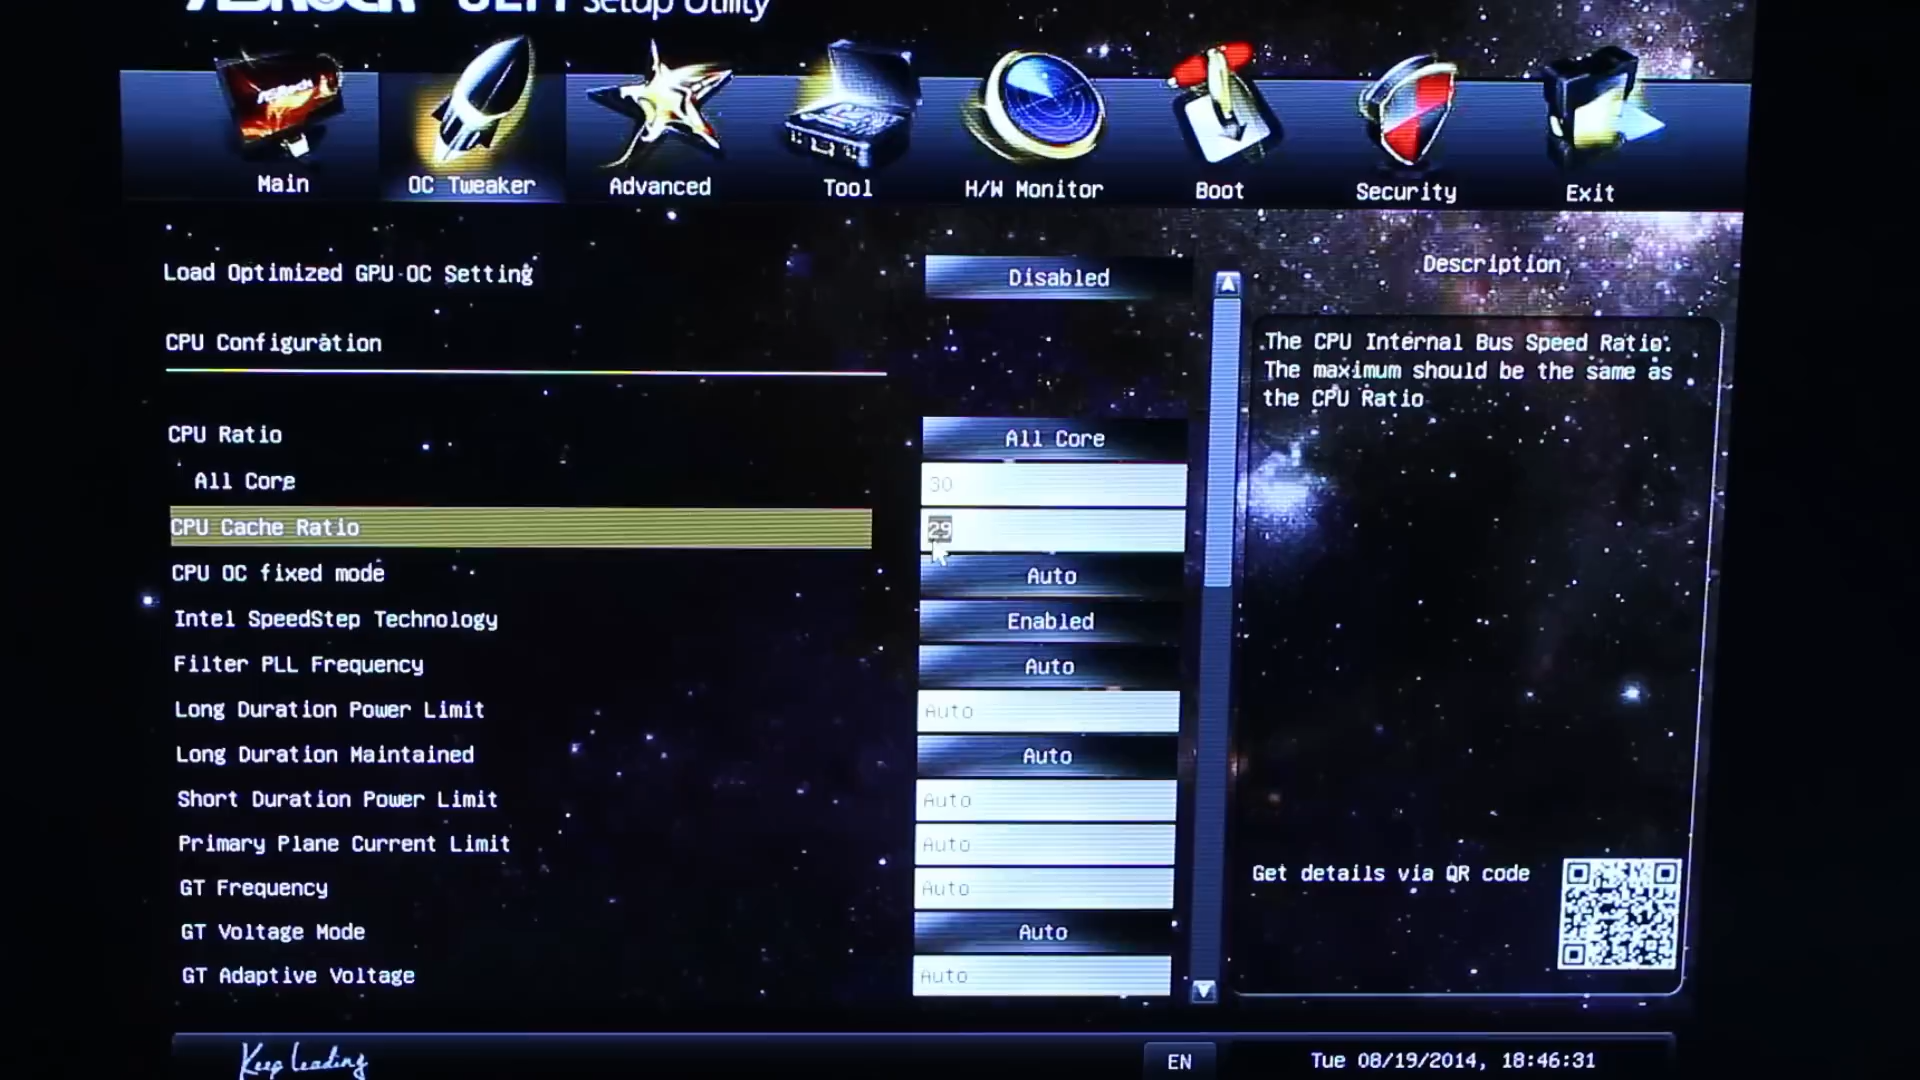 ASRock UEFI Setup Utility
Main OC Tweaker Advanced Tool H/W Monitor Boot Security Exit
Load Optimized GPU OC Setting Disabled
Description
CPU Configuration
The CPU Internal Bus Speed Ratio.
The maximum should be the same as
the CPU Ratio
CPU Ratio All Core
All Core 30
CPU Cache Ratio 29
CPU OC fixed mode Auto
Intel SpeedStep Technology Enabled
Filter PLL Frequency Auto
Long Duration Power Limit Auto
Long Duration Maintained Auto
Short Duration Power Limit Auto
Primary Plane Current Limit Auto
GT Frequency Auto
Get details via QR code
GT Voltage Mode Auto
GT Adaptive Voltage Auto
Keep Leading
EN
Tue 08/19/2014, 18:46:31